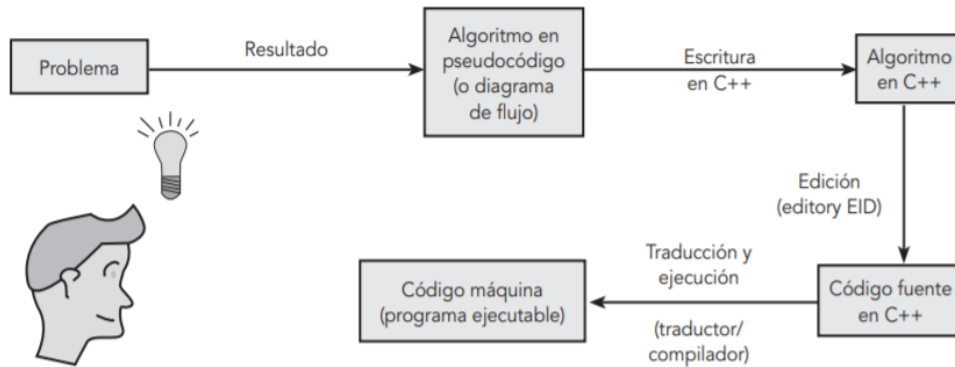 Problema
Resultado
Algoritmo en
pseudocódigo
(o diagrama
de flujo)
Escritura
en C++
Algoritmo
en C++
Edición
(editory EID)
Código fuente
en C++
Traducción y
ejecución
(traductor/
compilador)
Código máquina
(programa ejecutable)